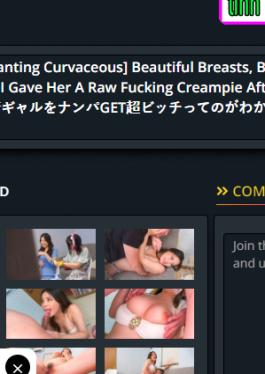 anting Curvaceous] Beautiful Breasts, B
I Gave Her A Raw Fucking Creampie Aft
ギャルをナンパGET超ビッチってのがわか
D
» COM
Join th
and u